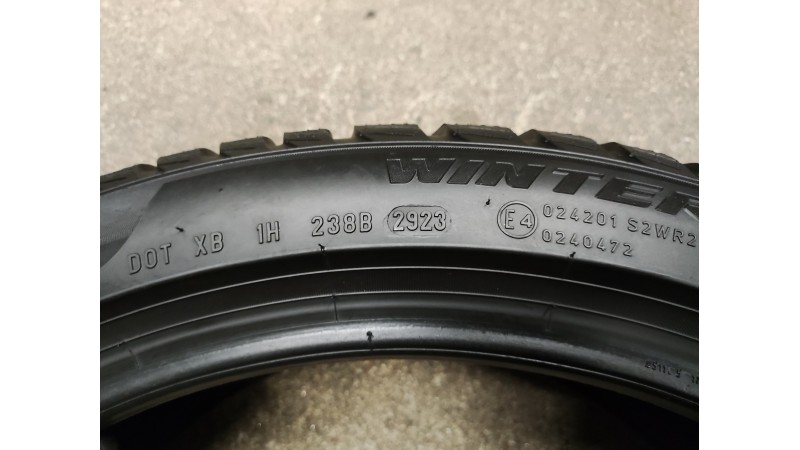 WINTER
DOT XB 1H 238B 2923 E4 024201 S2WR2
0240472